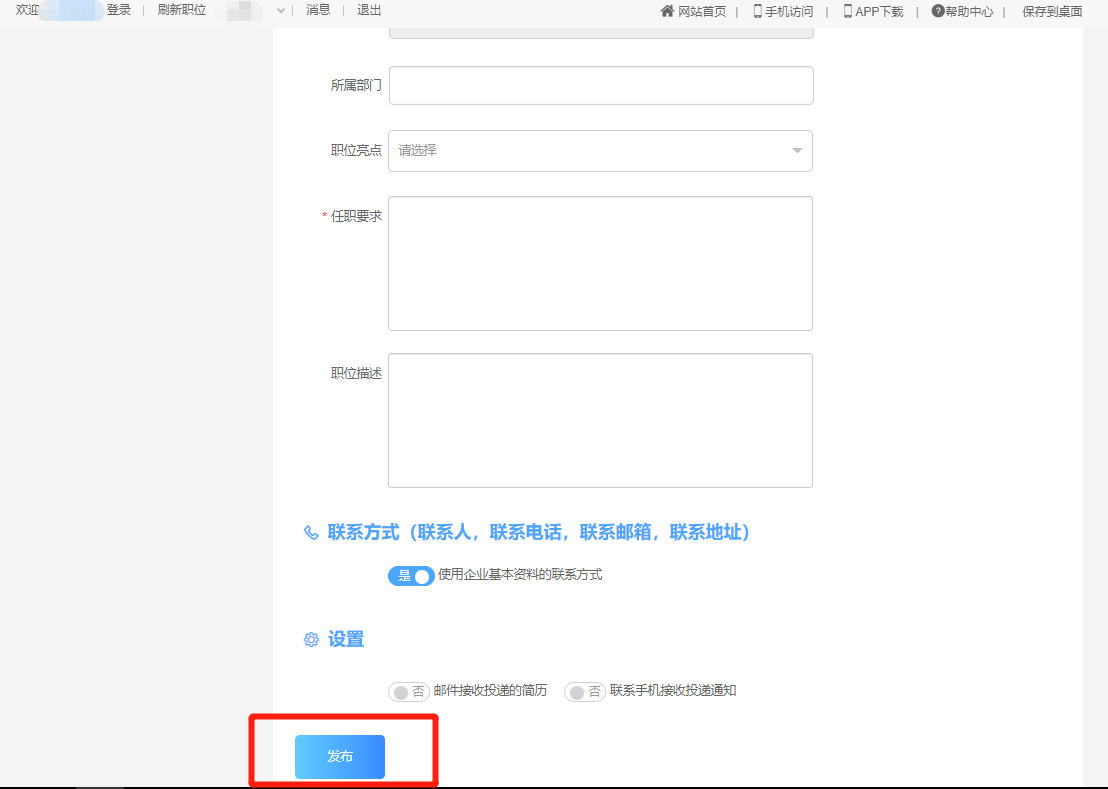 欢迎 登录 | 刷新职位 | 消息 | 退出 网站首页 | 手机访问 | APP下载 | 帮助中心 | 保存到桌面
所属部门
职位亮点 请选择
* 任职要求
职位描述
联系方式（联系人，联系电话，联系邮箱，联系地址）
是 使用企业基本资料的联系方式
设置
否 邮件接收投递的简历 否 联系手机接收投递通知
发布